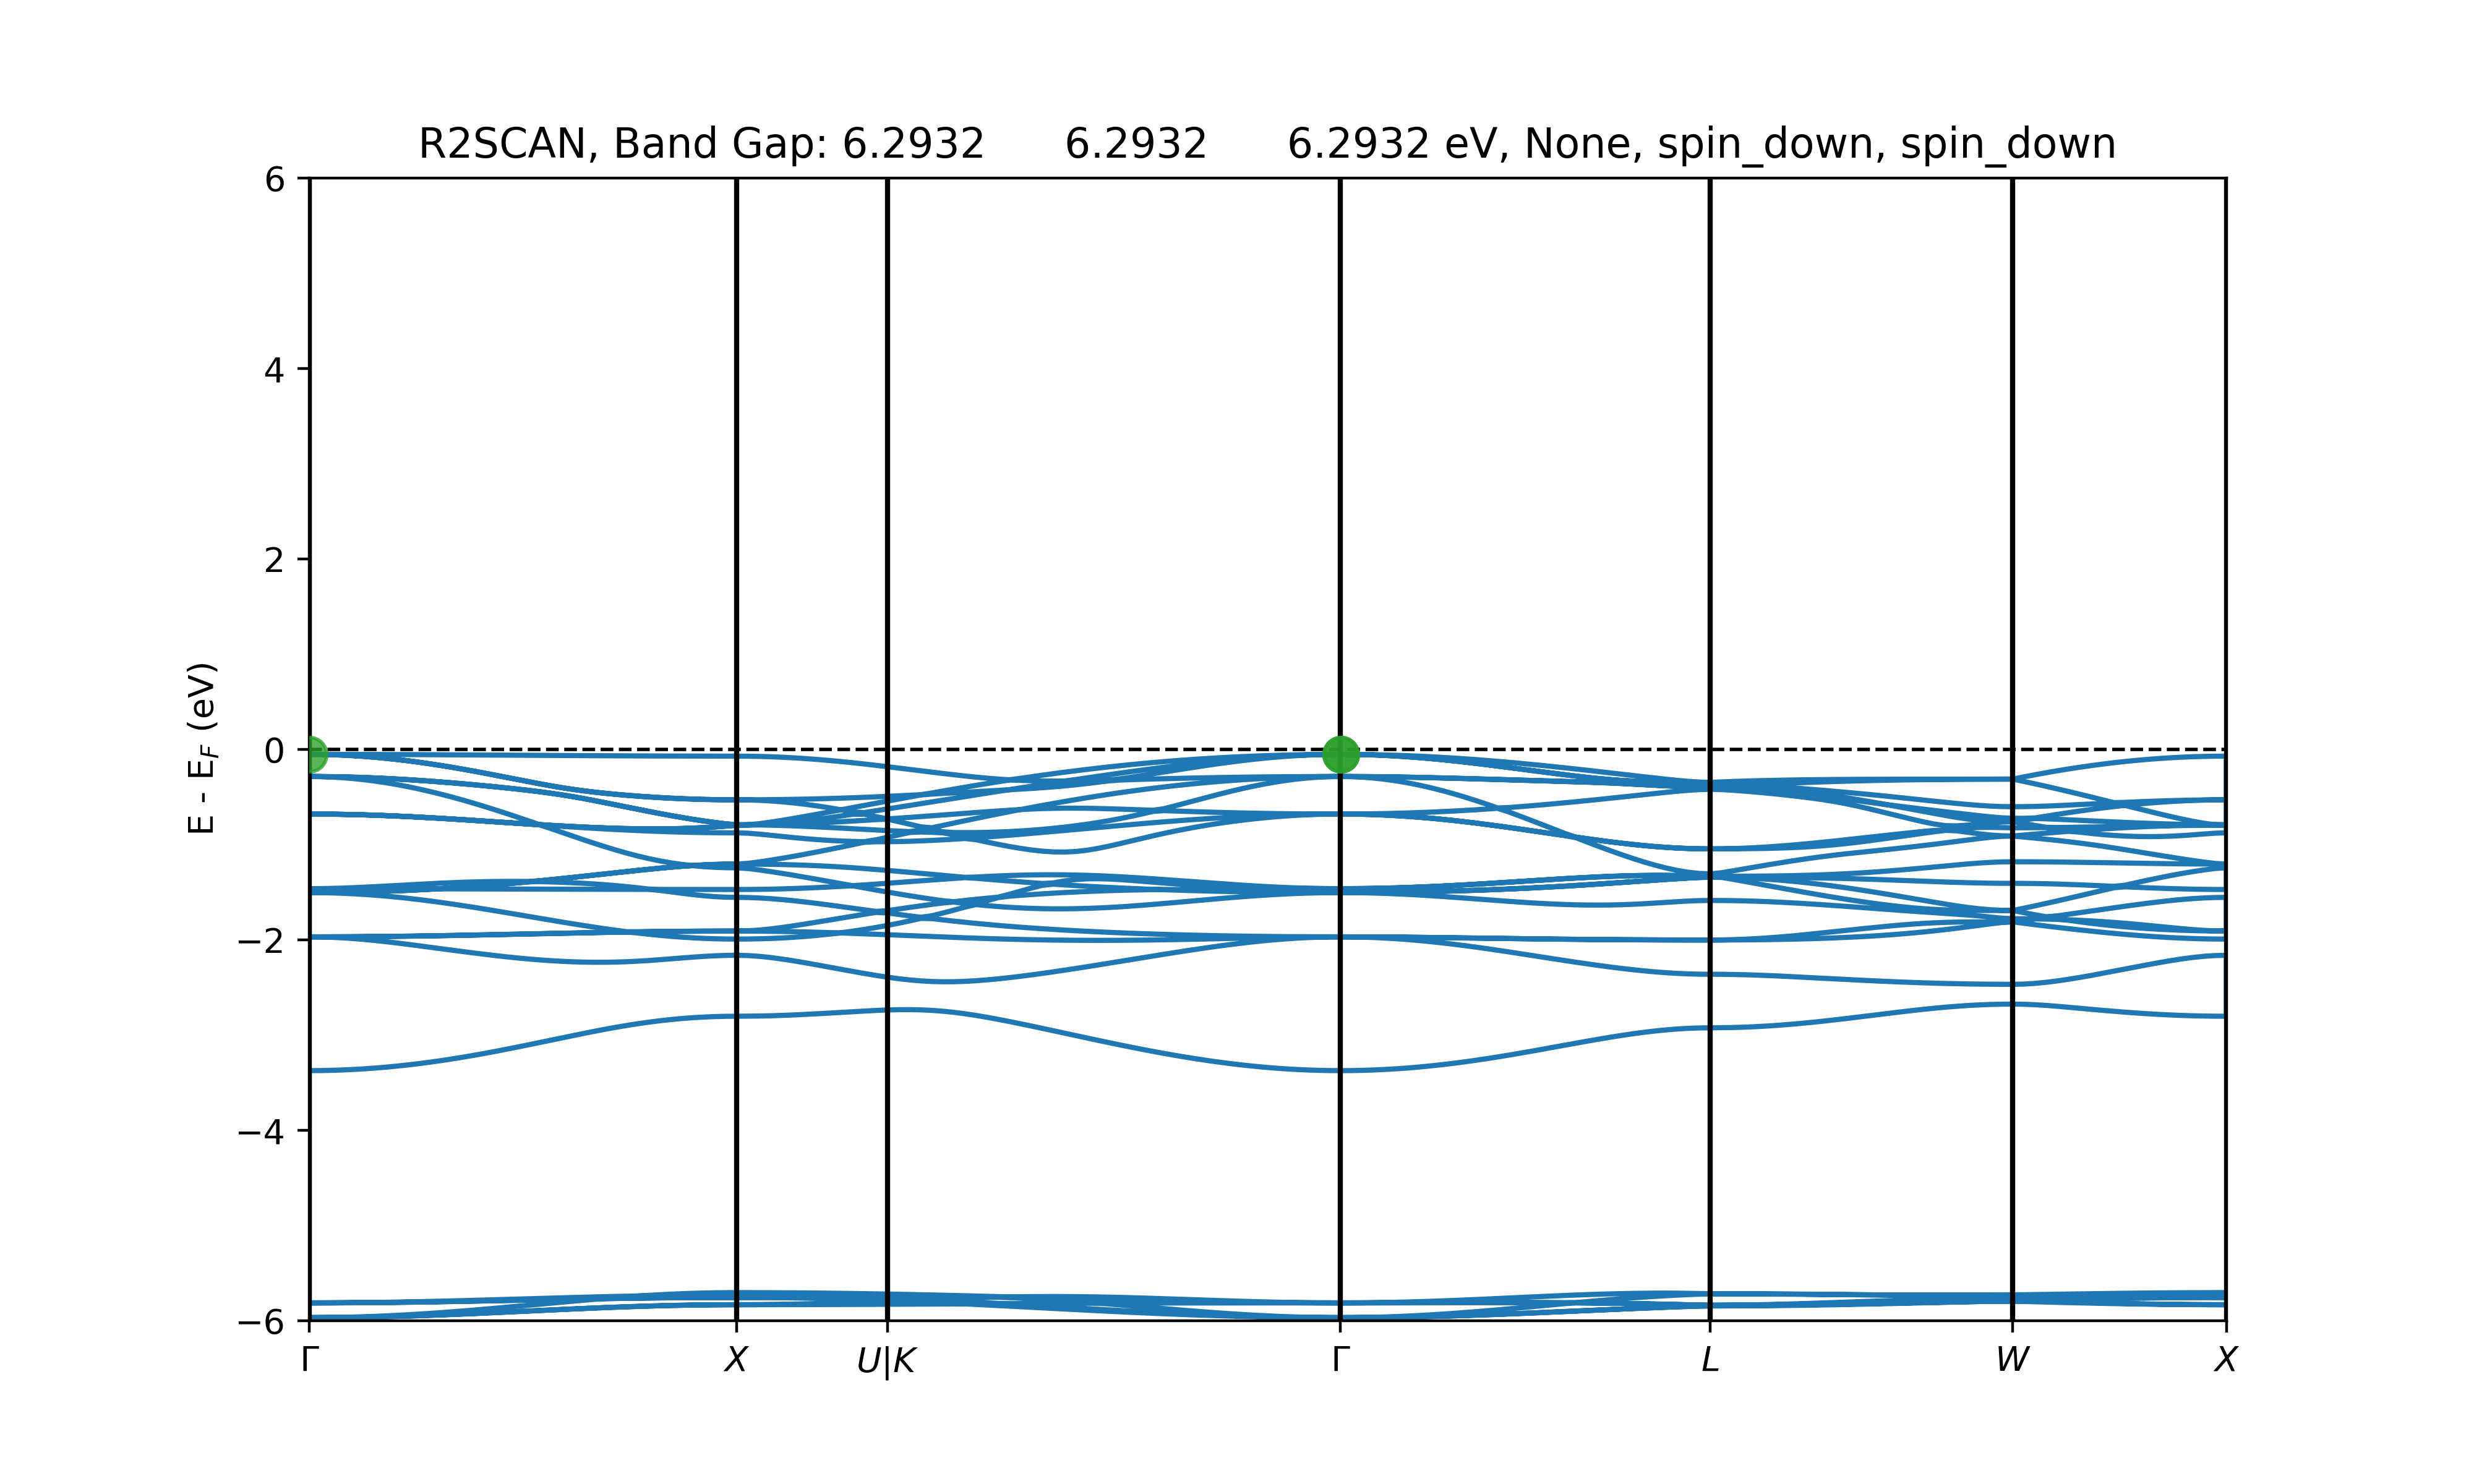 R2SCAN, Band Gap: 6.2932 6.2932 6.2932 eV, None, spin_down, spin_down
E - E_F (eV)
6
4
2
0
−2
−4
−6
Γ X U|K Γ L W X